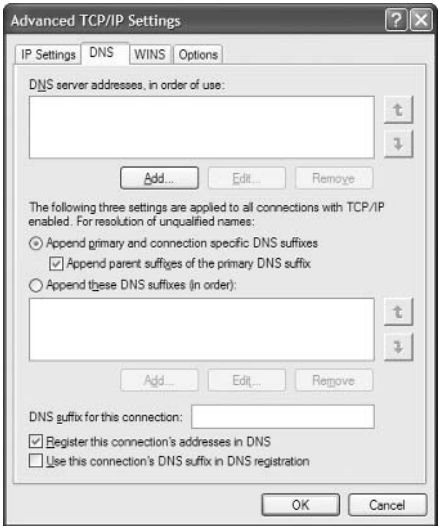 Advanced TCP/IP Settings
IP Settings DNS WINS Options
DNS server addresses, in order of use:
Add... Edit... Remove
The following three settings are applied to all connections with TCP/IP
enabled. For resolution of unqualified names:
Append primary and connection specific DNS suffixes
Append parent suffixes of the primary DNS suffix
Append these DNS suffixes (in order):
Add... Edit... Remove
DNS suffix for this connection:
Register this connection's addresses in DNS
Use this connection's DNS suffix in DNS registration
OK Cancel